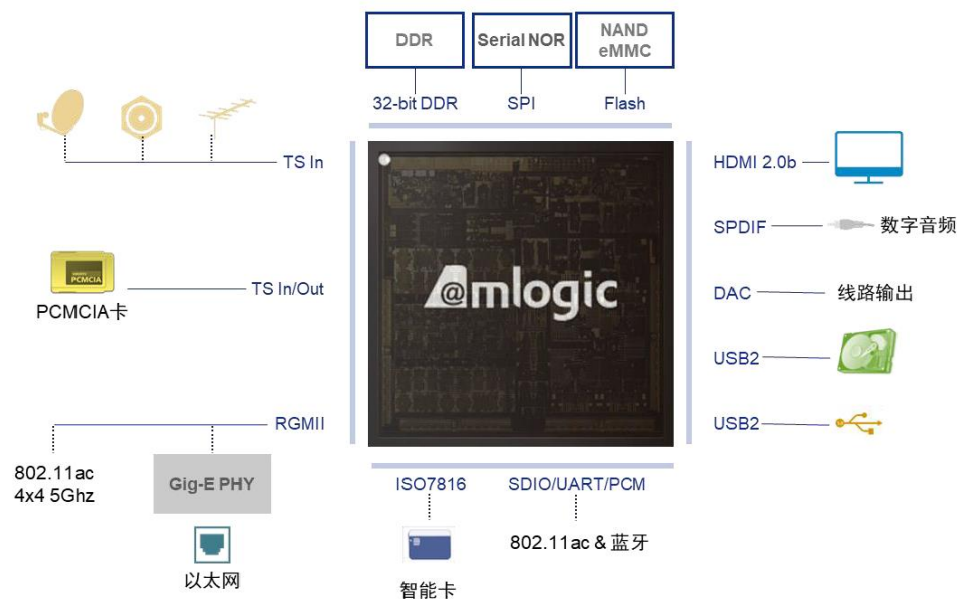 DDR
Serial NOR
NAND
eMMC
32-bit DDR
SPI
Flash
TS In
HDMI 2.0b
SPDIF
数字音频
PCMCIA
PCMCIA卡
TS In/Out
@mlogic
DAC
线路输出
USB2
RGMII
USB2
802.11ac
4x4 5Ghz
Gig-E PHY
ISO7816
SDIO/UART/PCM
802.11ac & 蓝牙
以太网
智能卡